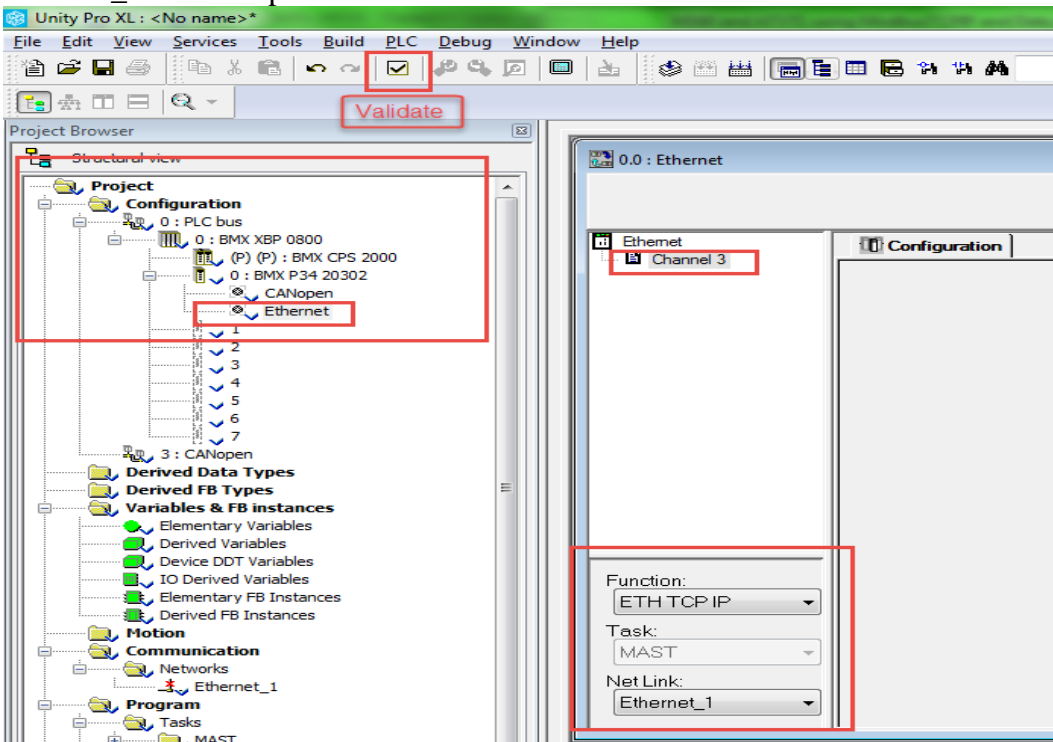 Unity Pro XL : <No name>*
File Edit View Services Tools Build PLC Debug Window Help
Validate
Project Browser
Structural view
Project
Configuration
0 : PLC bus
0 : BMX XBP 0800
(P) (P) : BMX CPS 2000
0 : BMX P34 20302
CANopen
Ethernet
1
2
3
4
5
6
7
3 : CANopen
Derived Data Types
Derived FB Types
Variables & FB instances
Elementary Variables
Derived Variables
Device DDT Variables
IO Derived Variables
Elementary FB Instances
Derived FB Instances
Motion
Communication
Networks
Ethernet_1
Program
Tasks
MAST
0.0 : Ethernet
Ethernet
Channel 3
Configuration
Function:
ETH TCP IP
Task:
MAST
Net Link:
Ethernet_1